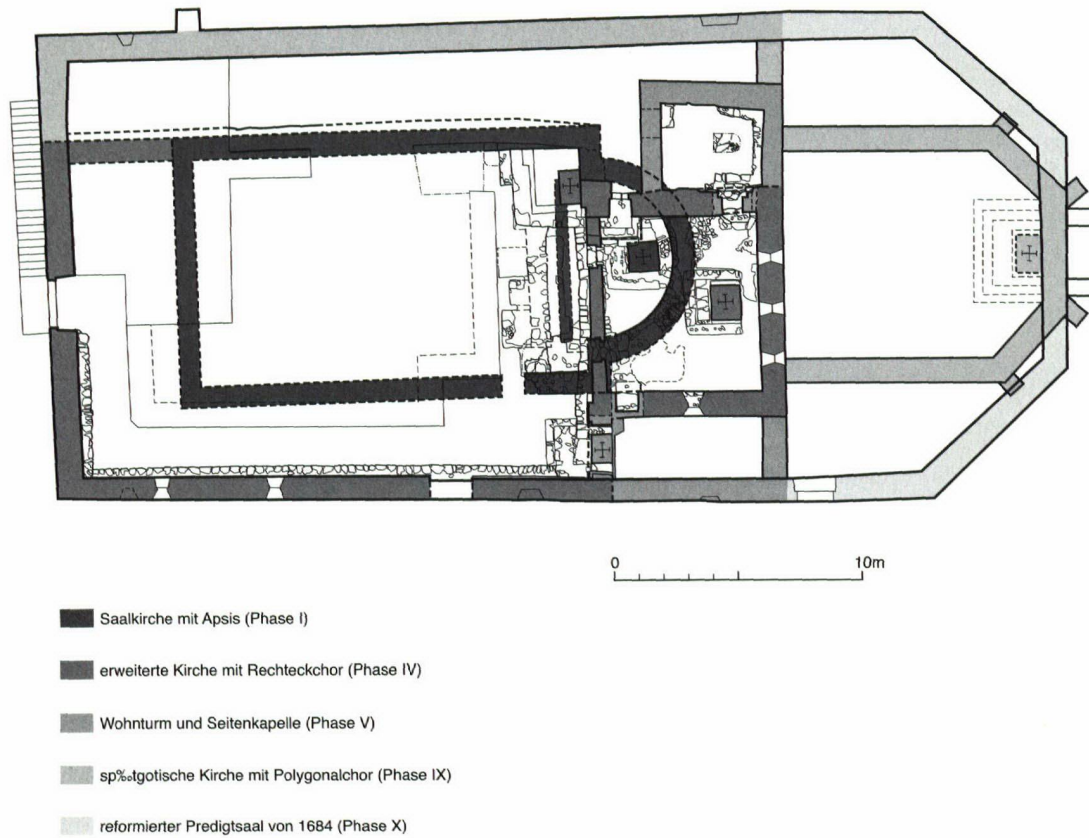 0 10m
Saalkirche mit Apsis (Phase I)
erweiterte Kirche mit Rechteckchor (Phase IV)
Wohnturm und Seitenkapelle (Phase V)
sp‰tgotische Kirche mit Polygonalchor (Phase IX)
reformierter Predigtsaal von 1684 (Phase X)